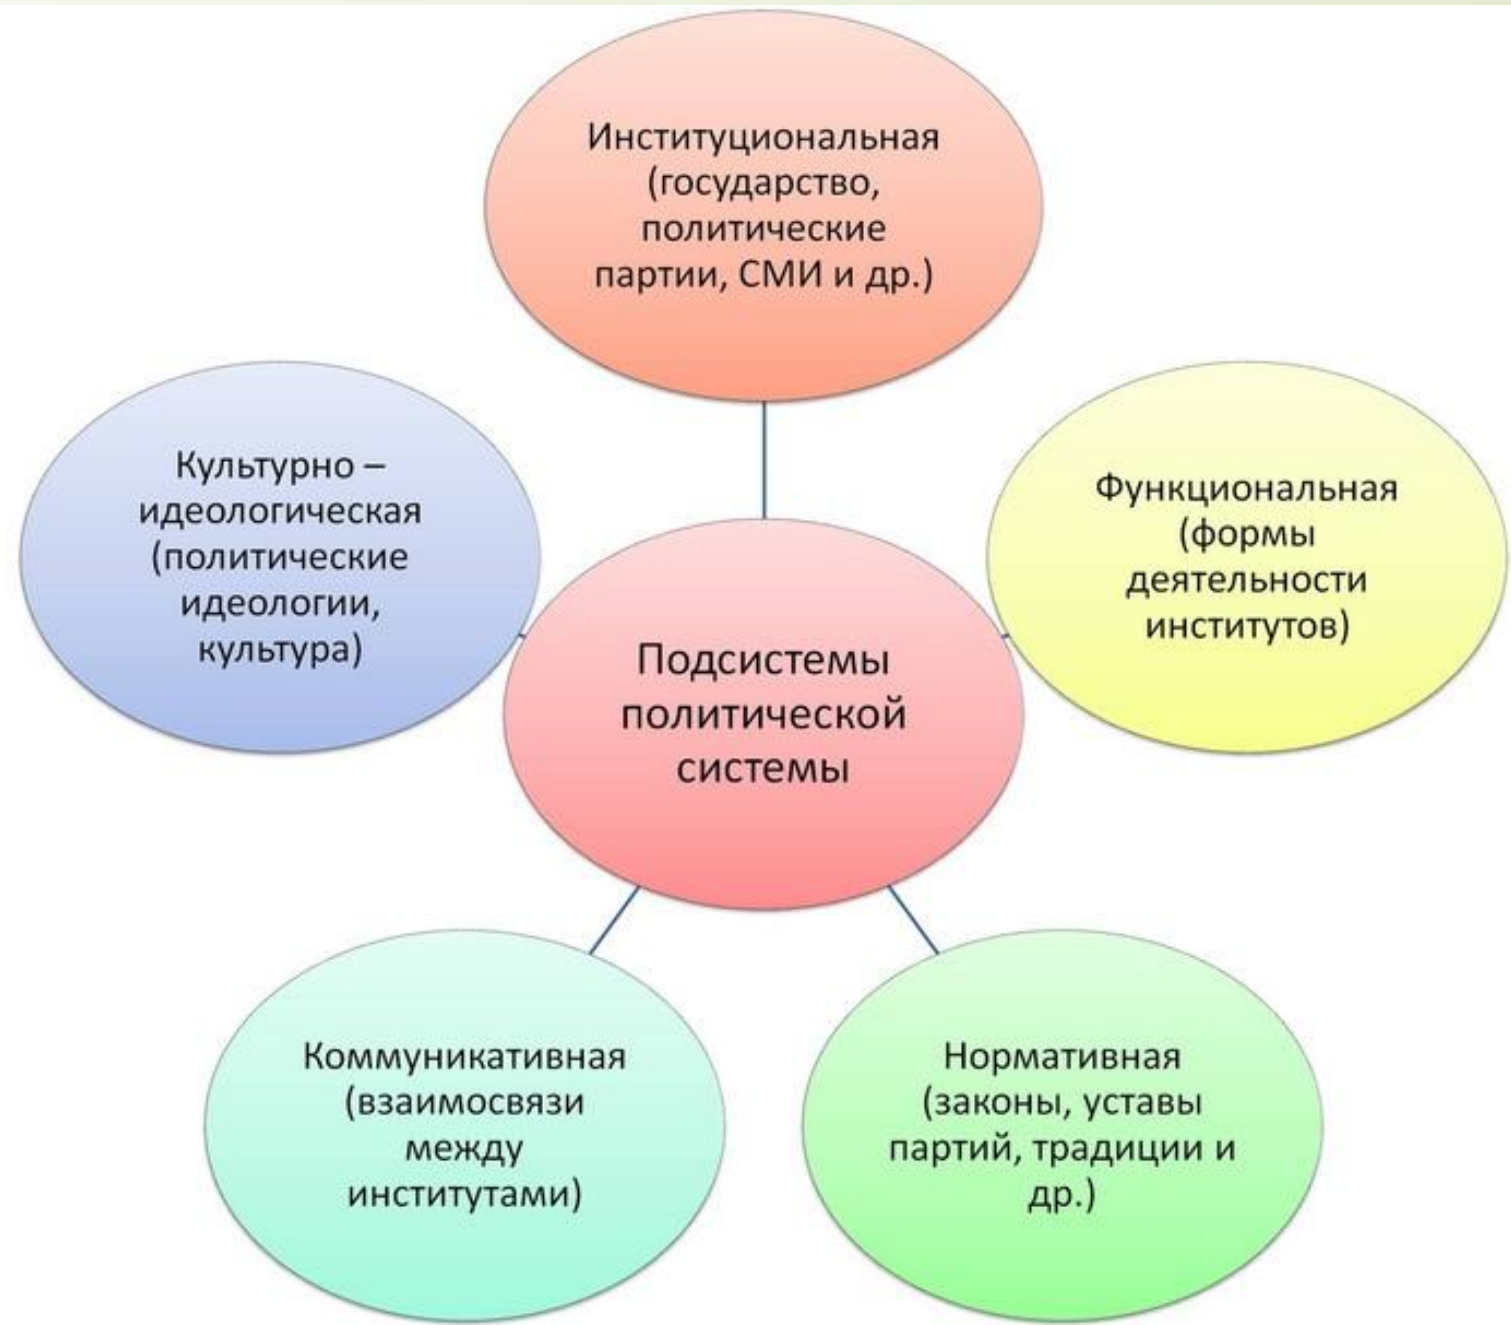 Институциональная
(государство,
политические
партии, СМИ и др.)
Культурно –
идеологическая
(политические
идеологии,
культура)
Функциональная
(формы
деятельности
институтов)
Подсистемы
политической
системы
Коммуникативная
(взаимосвязи
между
институтами)
Нормативная
(законы, уставы
партий, традиции и
др.)